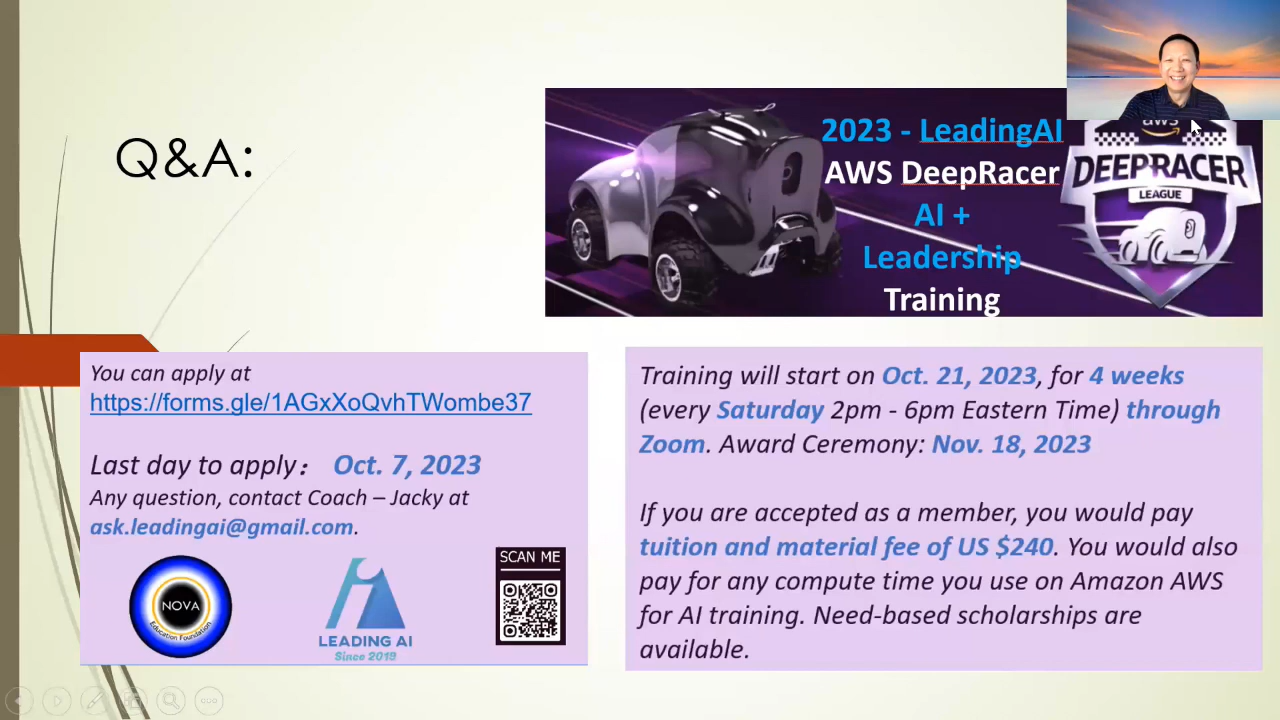 Q&A:
2023 - LeadingAI
AWS DeepRacer
AI +
Leadership
Training
aws
DEEPRACER
LEAGUE
You can apply at
https://forms.gle/1AGxXoQvhTWombe37
Last day to apply： Oct. 7, 2023
Any question, contact Coach – Jacky at
ask.leadingai@gmail.com.
NOVA
Education Foundation
LEADING AI
Since 2019
SCAN ME
Training will start on Oct. 21, 2023, for 4 weeks
(every Saturday 2pm - 6pm Eastern Time) through
Zoom. Award Ceremony: Nov. 18, 2023
If you are accepted as a member, you would pay
tuition and material fee of US $240. You would also
pay for any compute time you use on Amazon AWS
for AI training. Need-based scholarships are
available.